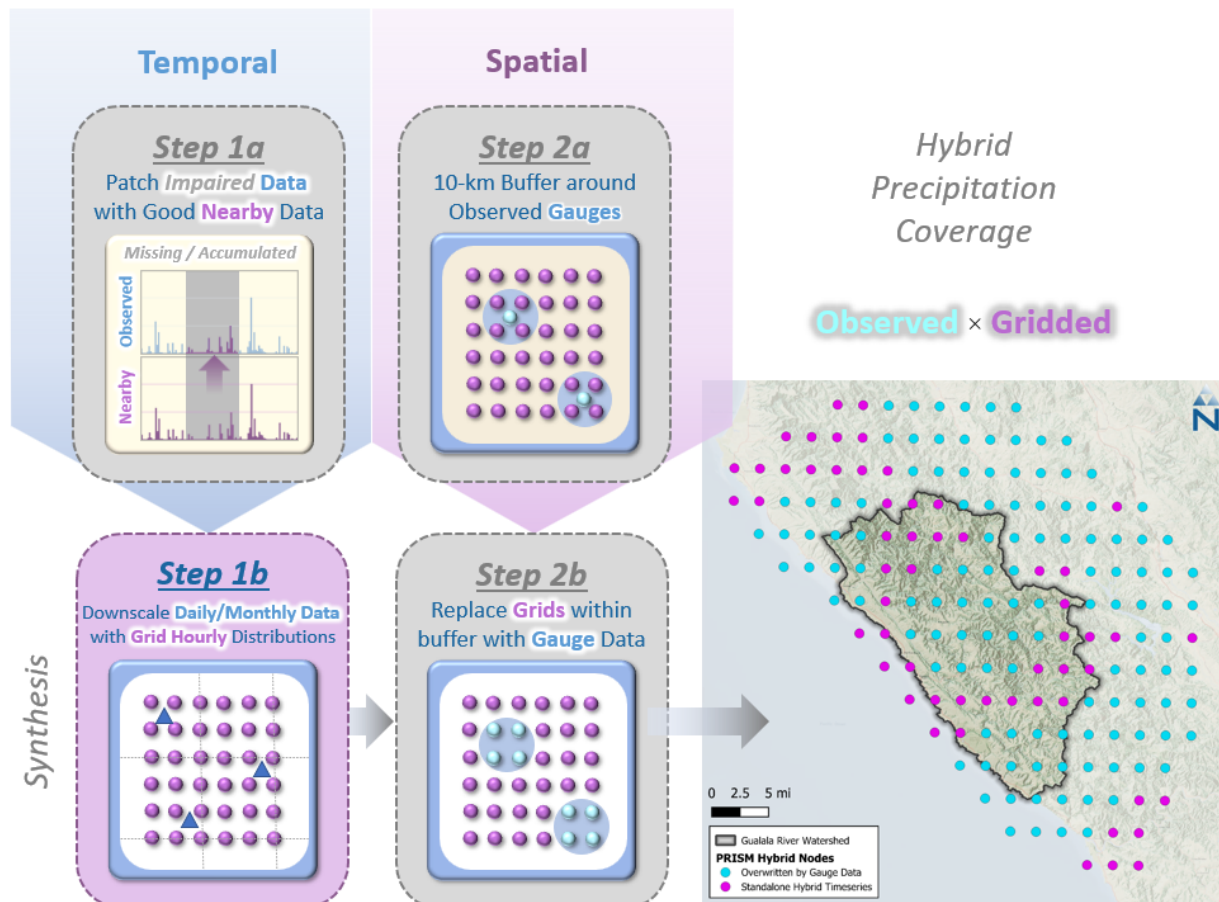 Temporal
Spatial
Step 1a
Patch Impaired Data
with Good Nearby Data
Missing / Accumulated
Observed
Nearby
Step 2a
10-km Buffer around
Observed Gauges
Hybrid
Precipitation
Coverage
Observed × Gridded
Synthesis
Step 1b
Downscale Daily/Monthly Data
with Grid Hourly Distributions
Step 2b
Replace Grids within
buffer with Gauge Data
N
0 2.5 5 mi
Gualala River Watershed
PRISM Hybrid Nodes
Overwritten by Gauge Data
Standalone Hybrid Timeseries